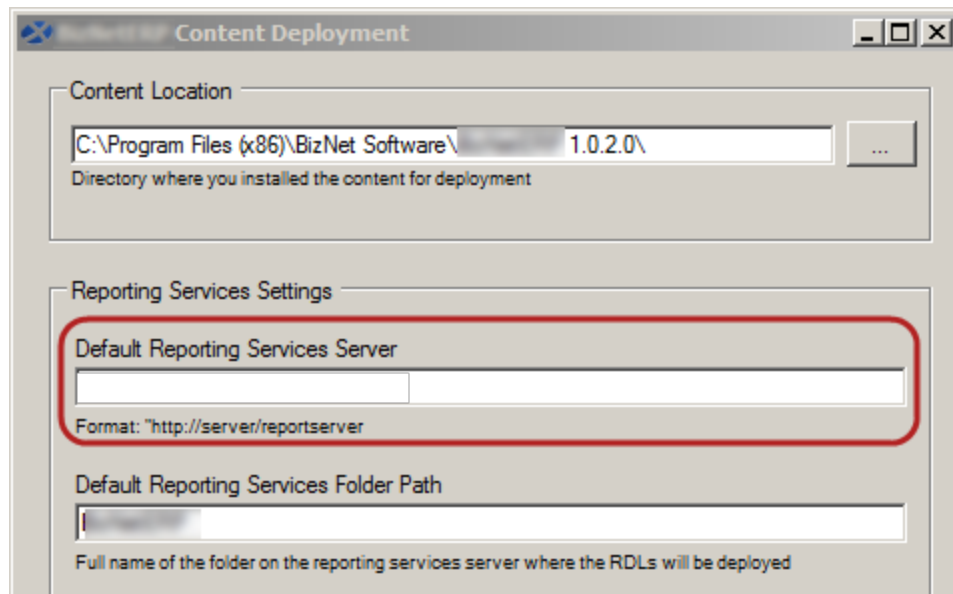 Content Deployment
Content Location
C:\Program Files (x86)\BizNet Software\ 1.0.2.0\
...
Directory where you installed the content for deployment
Reporting Services Settings
Default Reporting Services Server
Format: "http://server/reportserver
Default Reporting Services Folder Path
Full name of the folder on the reporting services server where the RDLs will be deployed